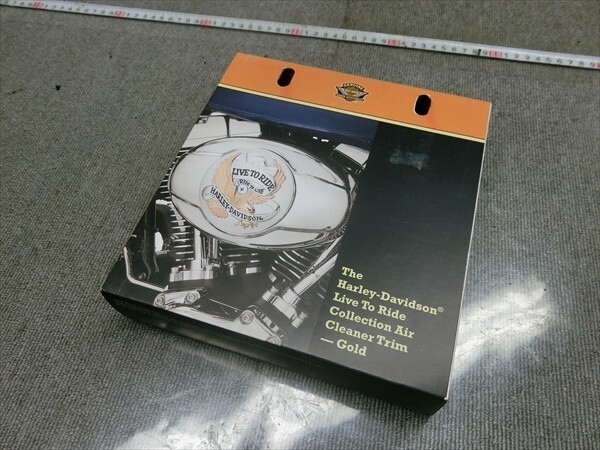 LIVE TO RIDE
RIDE TO LIVE
HARLEY-DAVIDSON
The
Harley-Davidson®
Live To Ride
Collection Air
Cleaner Trim
— Gold